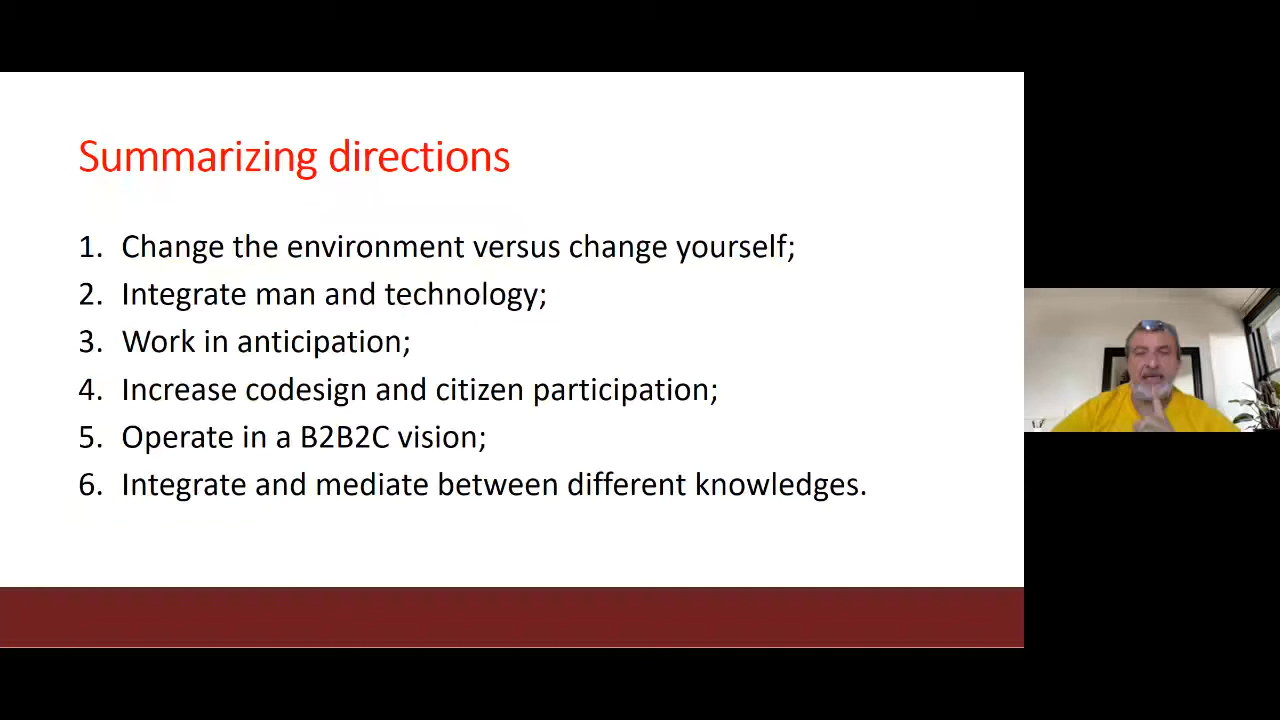 Summarizing directions
1. Change the environment versus change yourself;
2. Integrate man and technology;
3. Work in anticipation;
4. Increase codesign and citizen participation;
5. Operate in a B2B2C vision;
6. Integrate and mediate between different knowledges.